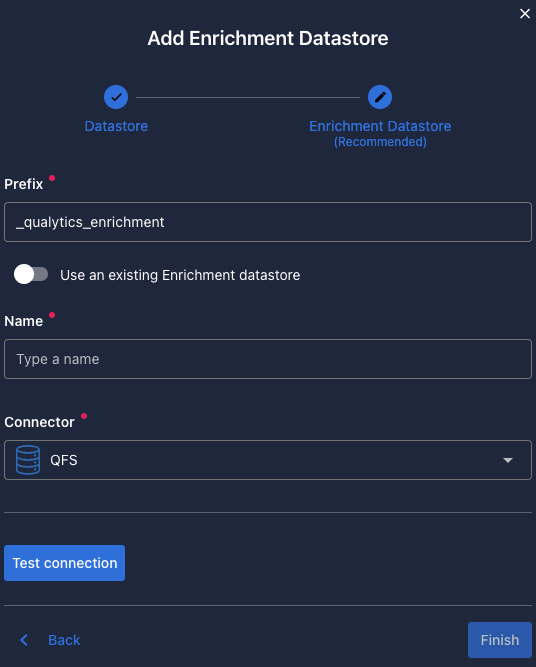 Add Enrichment Datastore
Datastore
Enrichment Datastore
(Recommended)
Prefix
_qualytics_enrichment
Use an existing Enrichment datastore
Name
Type a name
Connector
QFS
Test connection
Back
Finish